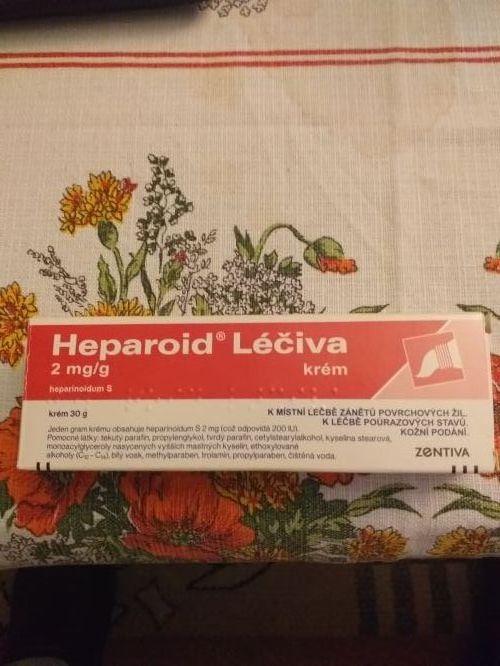 Heparoid® Léčiva
2 mg/g krém
heparinoidum S
krém 30 g
Jeden gram krému obsahuje heparinoidum S 2 mg (což odpovídá 200 IU).
Pomocné látky: tekutý parafin, propylenglykol, tvrdý parafin, cetylstearylalkohol, kyselina stearová,
monoacylglyceroly nasycených vyšších mastných kyselin, ethoxylované
alkoholy (C₁₆ – C₁₈), bílý vosk, methylparaben, trolamin, propylparaben, čištěná voda.
K MÍSTNÍ LÉČBĚ ZÁNĚTŮ POVRCHOVÝCH ŽIL.
K LÉČBĚ POÚRAZOVÝCH STAVŮ.
KOŽNÍ PODÁNÍ.
ZENTIVA